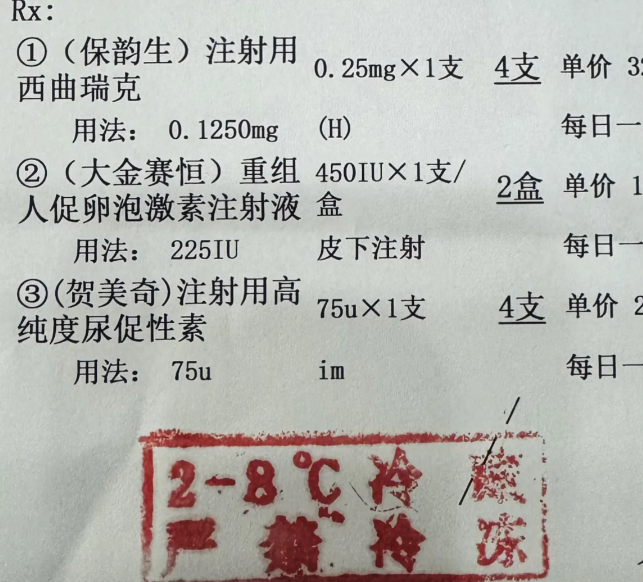 Rx:
①（保韵生）注射用 0.25mg×1支 4支 单价 32
西曲瑞克
用法： 0.1250mg (H) 每日一
②（大金赛恒）重组 450IU×1支/ 2盒 单价 1
人促卵泡激素注射液 盒
用法： 225IU 皮下注射 每日一
③(贺美奇)注射用高 75u×1支 4支 单价 2
纯度尿促性素
用法： 75u im 每日一
2-8℃冷藏
严禁冷冻